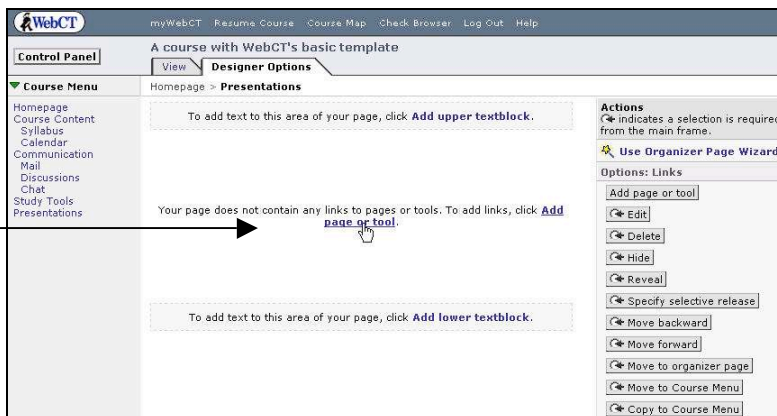 WebCT
myWebCT Resume Course Course Map Check Browser Log Out Help
Control Panel
A course with WebCT's basic template
View Designer Options
Course Menu
Homepage > Presentations
Homepage
Course Content
Syllabus
Calendar
Communication
Mail
Discussions
Chat
Study Tools
Presentations
To add text to this area of your page, click Add upper textblock.
Your page does not contain any links to pages or tools. To add links, click Add
page or tool.
To add text to this area of your page, click Add lower textblock.
Actions
indicates a selection is required
from the main frame.
Use Organizer Page Wizard
Options: Links
Add page or tool
Edit
Delete
Hide
Reveal
Specify selective release
Move backward
Move forward
Move to organizer page
Move to Course Menu
Copy to Course Menu